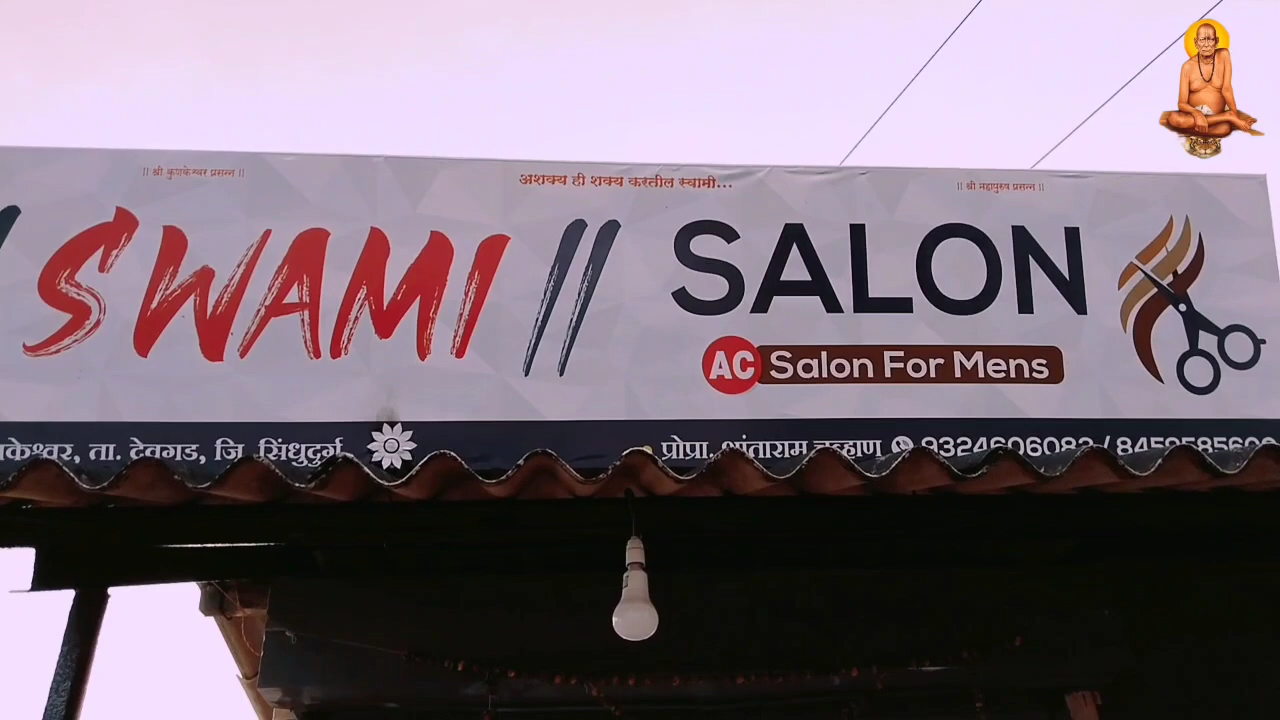 || श्री कुणकेश्वर प्रसन्न ||
अशक्य ही शक्य करतील स्वामी...
|| श्री महापुरुष प्रसन्न ||
SWAMI || SALON
AC Salon For Mens
ता. देवगड, जि. सिंधुदुर्ग
प्रोप्रा. शांताराम चव्हाण 9324606082 /